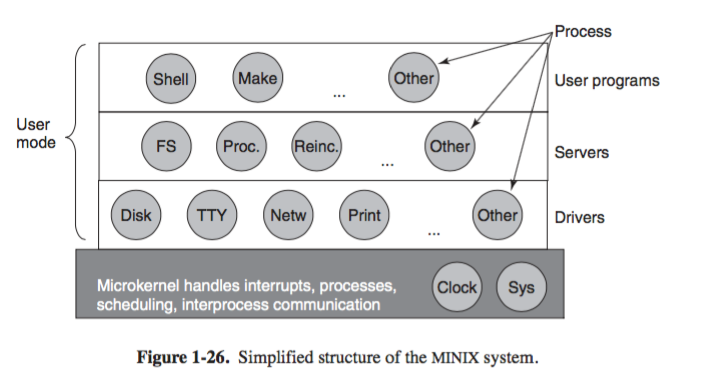 Process
Shell
Make
...
Other
User programs
User
mode
FS
Proc.
Reinc.
...
Other
Servers
Disk
TTY
Netw
Print
...
Other
Drivers
Microkernel handles interrupts, processes,
scheduling, interprocess communication
Clock
Sys
Figure 1-26. Simplified structure of the MINIX system.